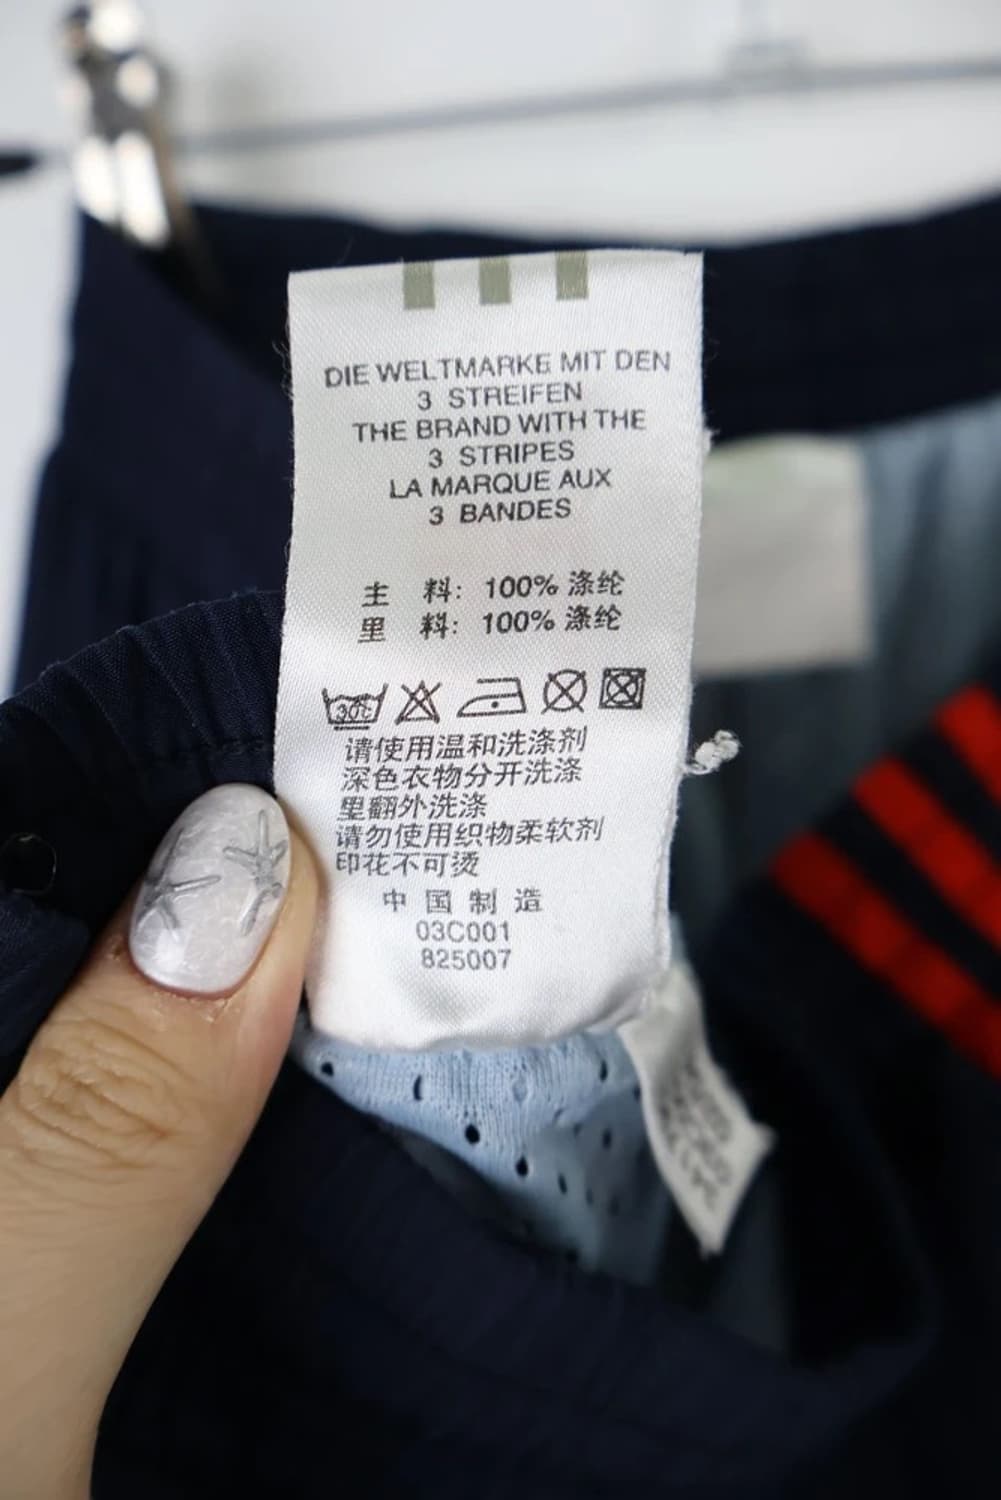 DIE WELTMARKE MIT DEN
3 STREIFEN
THE BRAND WITH THE
3 STRIPES
LA MARQUE AUX
3 BANDES
主 料: 100% 涤纶
里 料: 100% 涤纶
30℃
请使用温和洗涤剂
深色衣物分开洗涤
里翻外洗涤
请勿使用织物柔软剂
印花不可烫
中国制造
03C001
825007